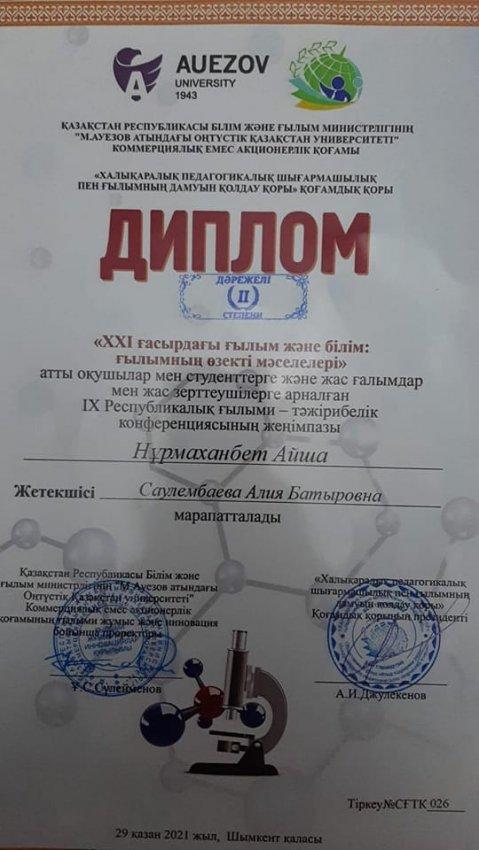 AUEZOV
UNIVERSITY
1943
ҚАЗАҚСТАН РЕСПУБЛИКАСЫ БІЛІМ ЖӘНЕ ҒЫЛЫМ МИНИСТРЛІГІНІҢ
"М.АУЕЗОВ АТЫНДАҒЫ ОҢТҮСТІК ҚАЗАҚСТАН УНИВЕРСИТЕТІ"
КОММЕРЦИЯЛЫҚ ЕМЕС АКЦИОНЕРЛІК ҚОҒАМЫ
«ХАЛЫҚАРАЛЫҚ ПЕДАГОГИКАЛЫҚ ШЫҒАРМАШЫЛЫҚ
ПЕН ҒЫЛЫМНЫҢ ДАМУЫН ҚОЛДАУ ҚОРЫ» ҚОҒАМДЫҚ ҚОРЫ
ДИПЛОМ
ДӘРЕЖЕЛІ
II
СТЕПЕНИ
«XXI ғасырдағы ғылым және білім:
ғылымның өзекті мәселелері»
атты оқушылар мен студенттерге және жас ғалымдар
мен жас зерттеушілерге арналған
IX Республикалық ғылыми – тәжірибелік
конференциясының жеңімпазы
Нұрмаханбет Айша
Жетекшісі Саулембаева Алия Батыровна
марапатталады
Қазақстан Республикасы Білім және
ғылым министрлігінің "М.Ауезов атындағы
Оңтүстік Қазақстан университеті"
Коммерциялық емес акционерлік
қоғамының ғылыми жұмыс және инновация
бойынша проректоры
Ұ.С.Сулейменов
«Халықаралық педагогикалық
шығармашылық пен ғылымның
дамуын қолдау қоры»
Қоғамдық қорының президенті
А.И.Джулекенов
Тіркеу№СҒТК 026
29 қазан 2021 жыл, Шымкент қаласы